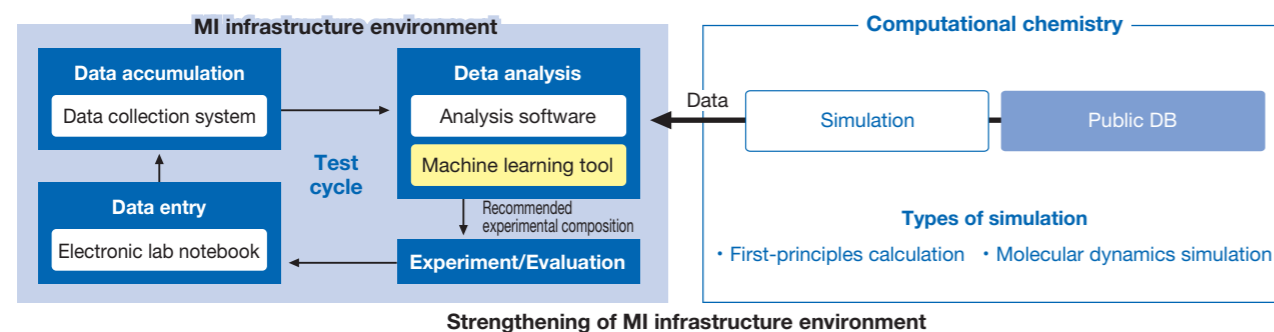 MI infrastructure environment
Data accumulation
Data collection system
Deta analysis
Analysis software
Machine learning tool
Test
cycle
Data entry
Electronic lab notebook
Recommended
experimental composition
Experiment/Evaluation
Data
Computational chemistry
Simulation
Public DB
Types of simulation
・First-principles calculation ・Molecular dynamics simulation
Strengthening of MI infrastructure environment